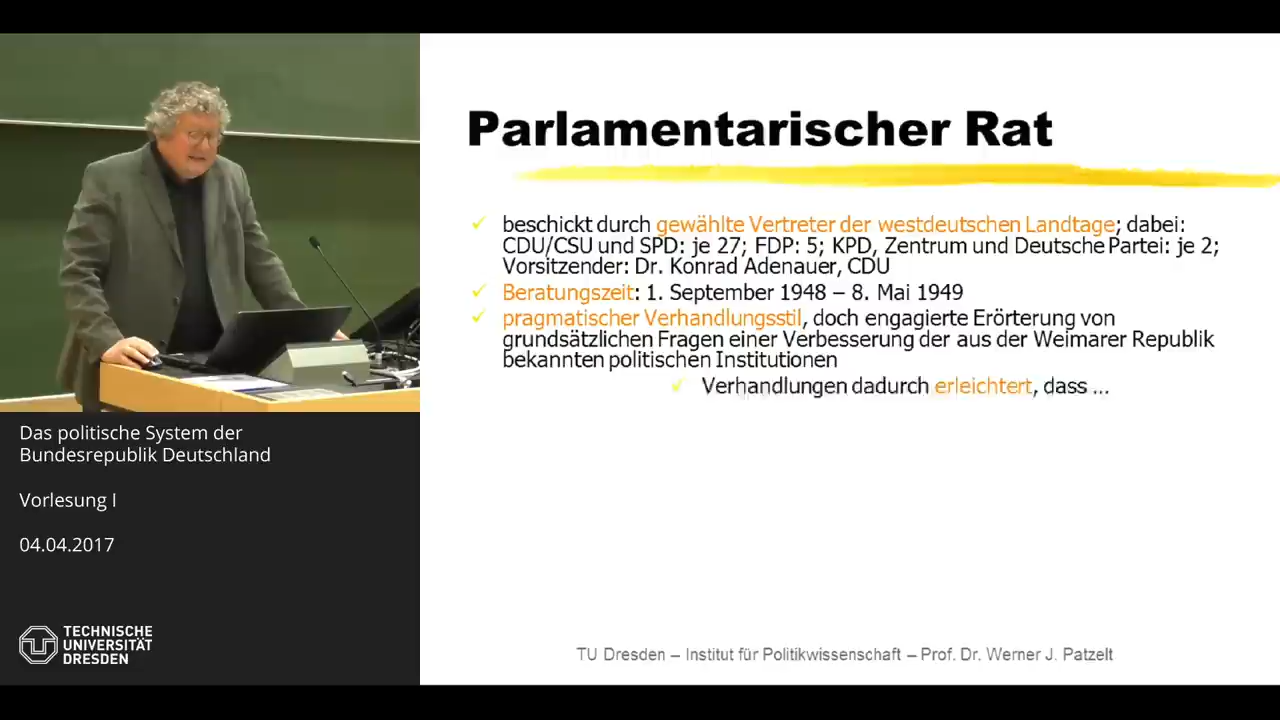 Parlamentarischer Rat
beschickt durch gewählte Vertreter der westdeutschen Landtage; dabei:
CDU/CSU und SPD: je 27; FDP: 5; KPD, Zentrum und Deutsche Partei: je 2;
Vorsitzender: Dr. Konrad Adenauer, CDU
Beratungszeit: 1. September 1948 – 8. Mai 1949
pragmatischer Verhandlungsstil, doch engagierte Erörterung von
grundsätzlichen Fragen einer Verbesserung der aus der Weimarer Republik
bekannten politischen Institutionen
Verhandlungen dadurch erleichtert, dass ...
TU Dresden – Institut für Politikwissenschaft – Prof. Dr. Werner J. Patzelt
Das politische System der
Bundesrepublik Deutschland
Vorlesung I
04.04.2017
TECHNISCHE
UNIVERSITÄT
DRESDEN